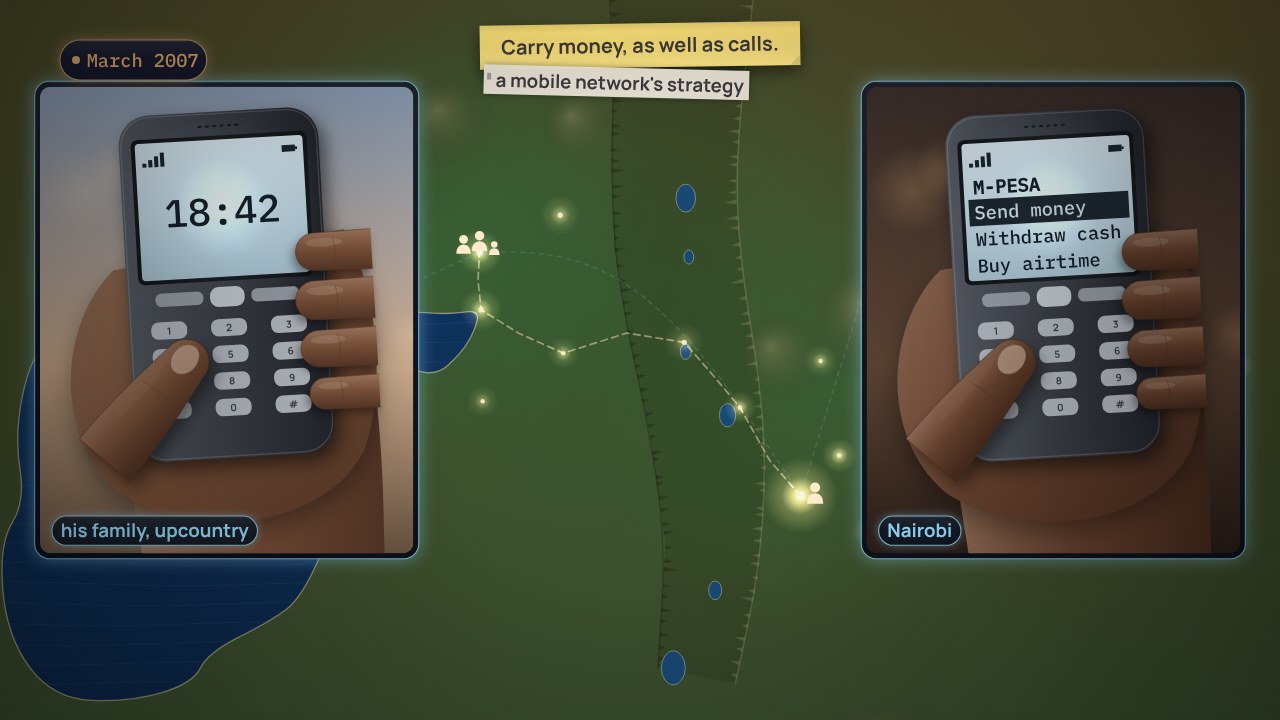 Carry money, as well as calls.
a mobile network's strategy
March 2007
18:42
1 2 3
5 6
8 9
0 #
his family, upcountry
M-PESA
Send money
Withdraw cash
Buy airtime
1 2 3
5 6
8 9
0 #
Nairobi